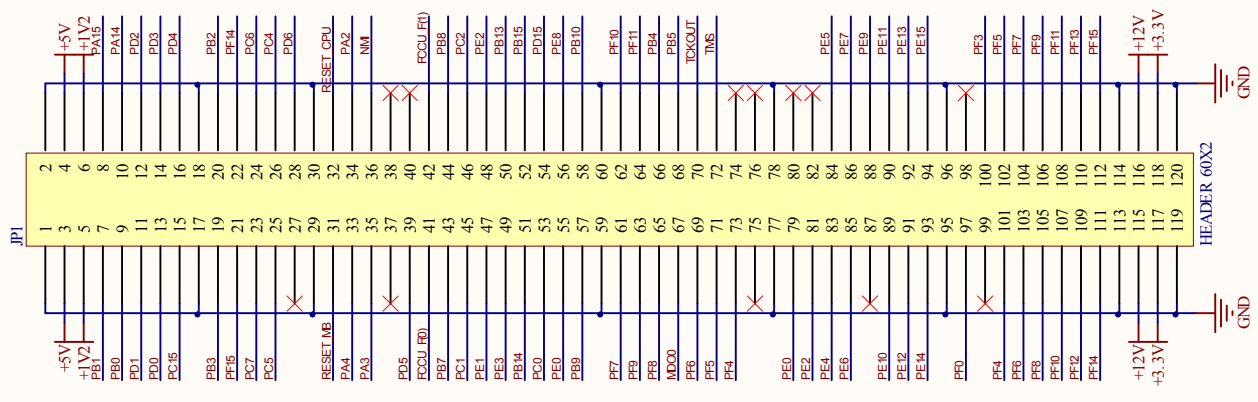 +5V
+1V2
PA15
PA14
PD2
PD3
PD4
PB2
PF14
PC6
PC4
PD6
RESET CPU
PA2
NMI
FCCU_F(1)
PB8
PC2
PE2
PB13
PB15
PD15
PE8
PB10
PF10
PF11
PB4
PB5
TCKOUT
TMS
PE5
PE7
PE9
PE11
PE13
PE15
PF3
PF5
PF7
PF9
PF11
PF13
PF15
+12V
+3.3V
GND
2 4 6 8 10 12 14 16 18 20 22 24 26 28 30 32 34 36 38 40 42 44 46 48 50 52 54 56 58 60 62 64 66 68 70 72 74 76 78 80 82 84 86 88 90 92 94 96 98 100 102 104 106 108 110 112 114 116 118 120
1 3 5 7 9 11 13 15 17 19 21 23 25 27 29 31 33 35 37 39 41 43 45 47 49 51 53 55 57 59 61 63 65 67 69 71 73 75 77 79 81 83 85 87 89 91 93 95 97 99 101 103 105 107 109 111 113 115 117 119
JP1
HEADER 60X2
+5V
+1V2
PB1
PB0
PD1
PD0
PC15
PB3
PF15
PC7
PC5
RESET MB
PA4
PA3
PD5
FCCU_F(0)
PB7
PC1
PE1
PE3
PB14
PC0
PE0
PB9
PF7
PF9
PF8
MDO0
PF6
PF5
PF4
PE0
PE2
PE4
PE6
PE10
PE12
PE14
PF0
PF4
PF6
PF8
PF10
PF12
PF14
+12V
+3.3V
GND